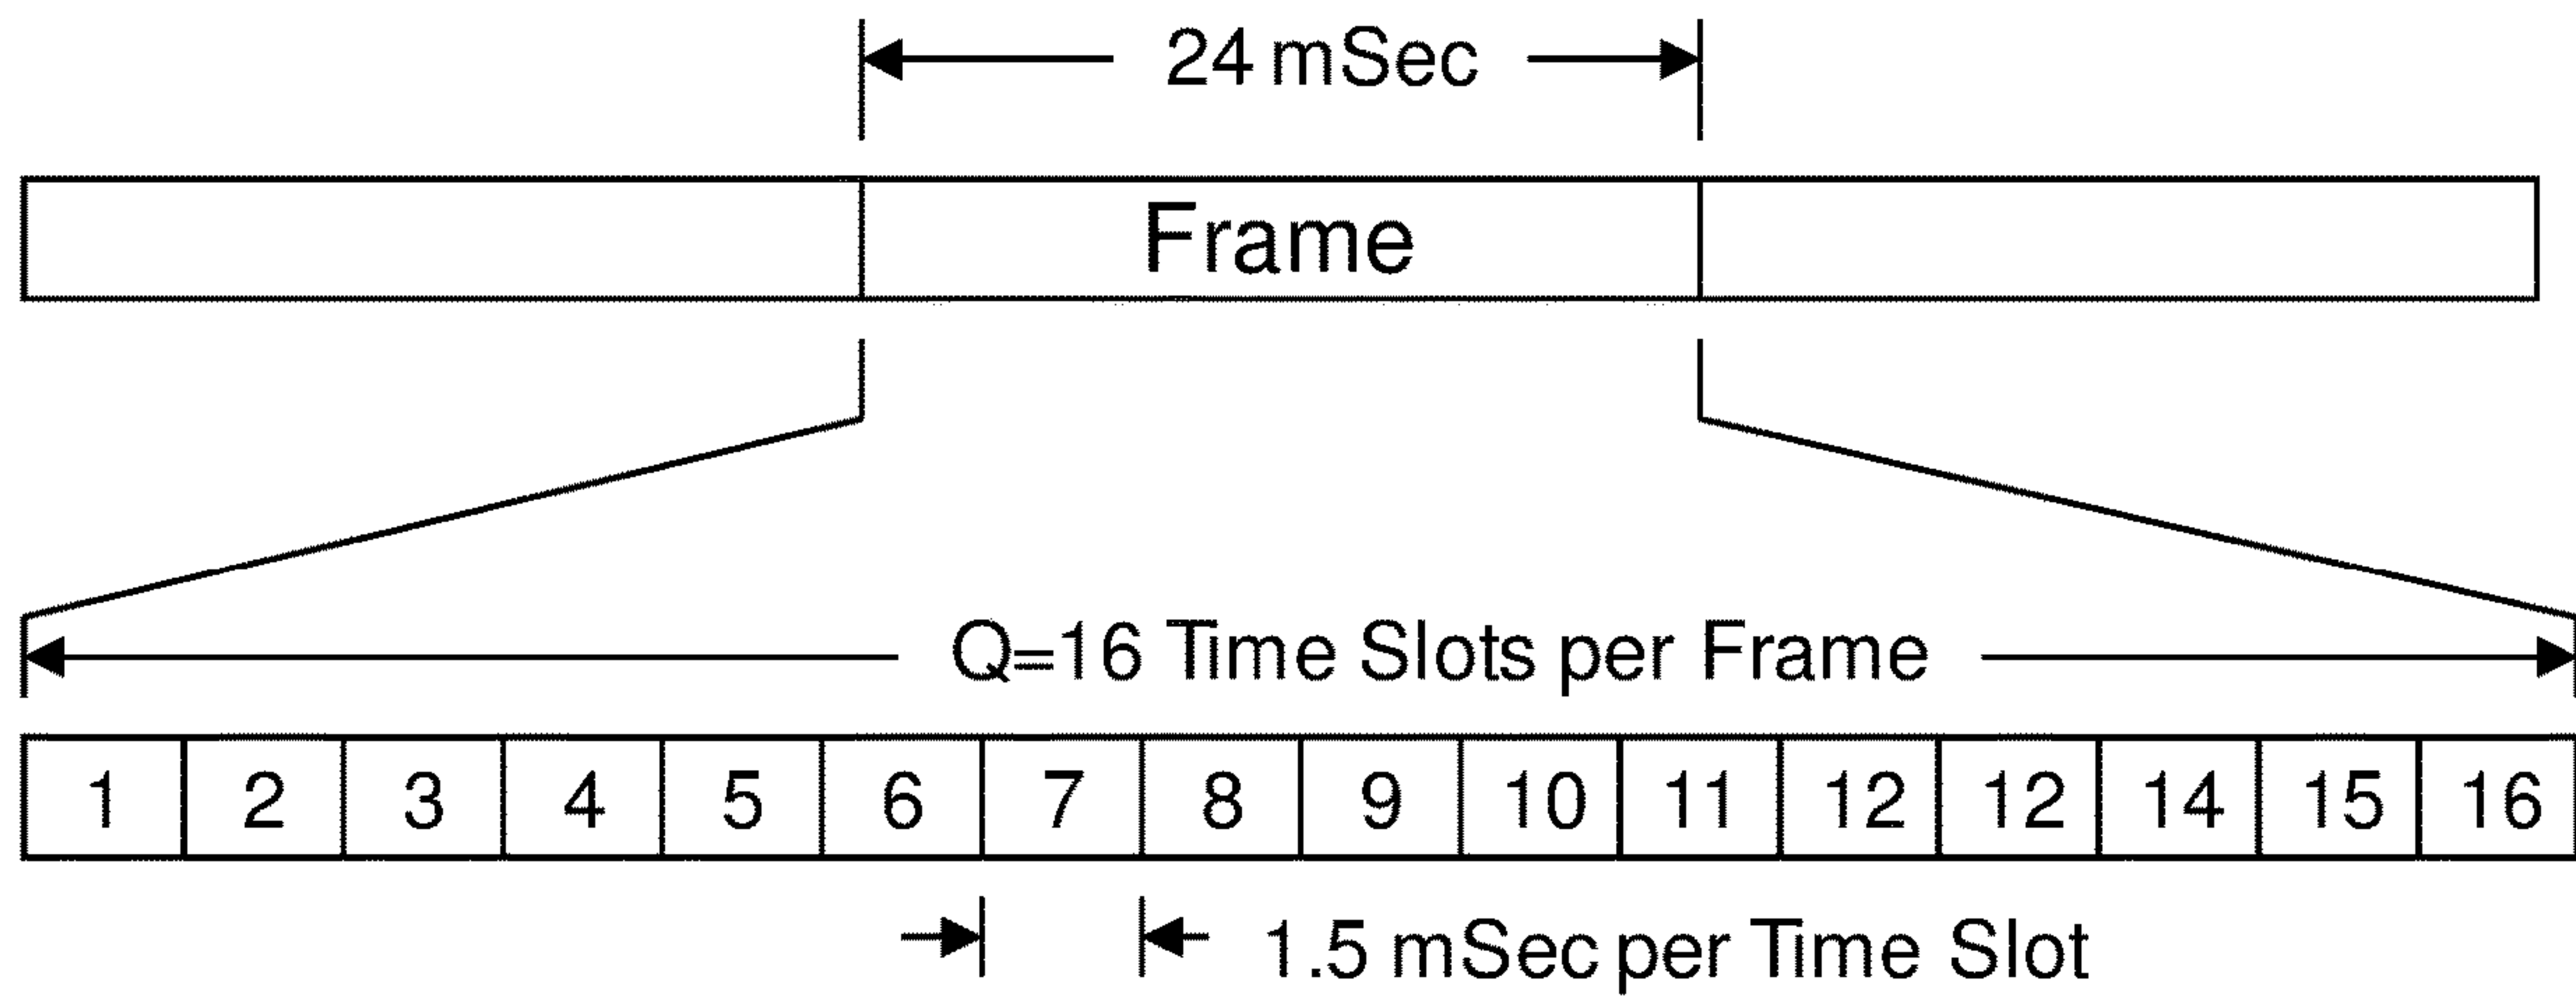 24 mSec
Frame
Q=16 Time Slots per Frame
1 2 3 4 5 6 7 8 9 10 11 12 12 14 15 16
1.5 mSec per Time Slot